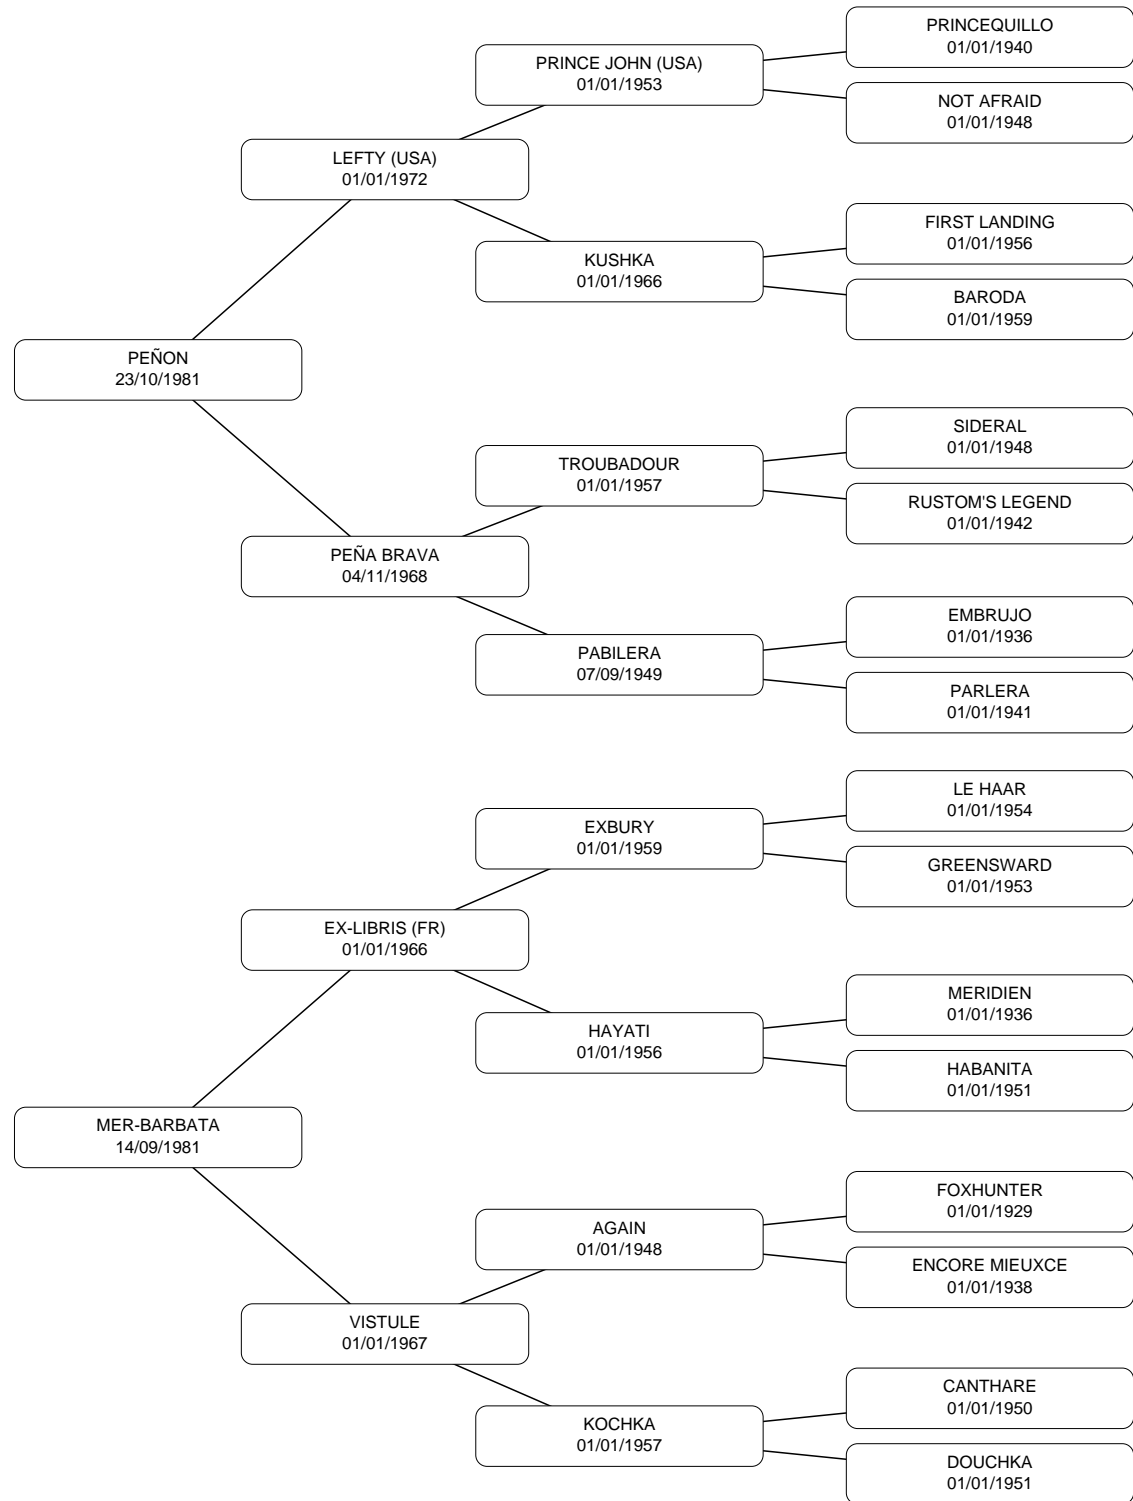 PRINCEQUILLO
01/01/1940
PRINCE JOHN (USA)
01/01/1953
NOT AFRAID
01/01/1948
LEFTY (USA)
01/01/1972
FIRST LANDING
01/01/1956
KUSHKA
01/01/1966
BARODA
01/01/1959
PEÑON
23/10/1981
SIDERAL
01/01/1948
TROUBADOUR
01/01/1957
RUSTOM'S LEGEND
01/01/1942
PEÑA BRAVA
04/11/1968
EMBRUJO
01/01/1936
PABILERA
07/09/1949
PARLERA
01/01/1941
LE HAAR
01/01/1954
EXBURY
01/01/1959
GREENSWARD
01/01/1953
EX-LIBRIS (FR)
01/01/1966
MERIDIEN
01/01/1936
HAYATI
01/01/1956
HABANITA
01/01/1951
MER-BARBATA
14/09/1981
FOXHUNTER
01/01/1929
AGAIN
01/01/1948
ENCORE MIEUXCE
01/01/1938
VISTULE
01/01/1967
CANTHARE
01/01/1950
KOCHKA
01/01/1957
DOUCHKA
01/01/1951